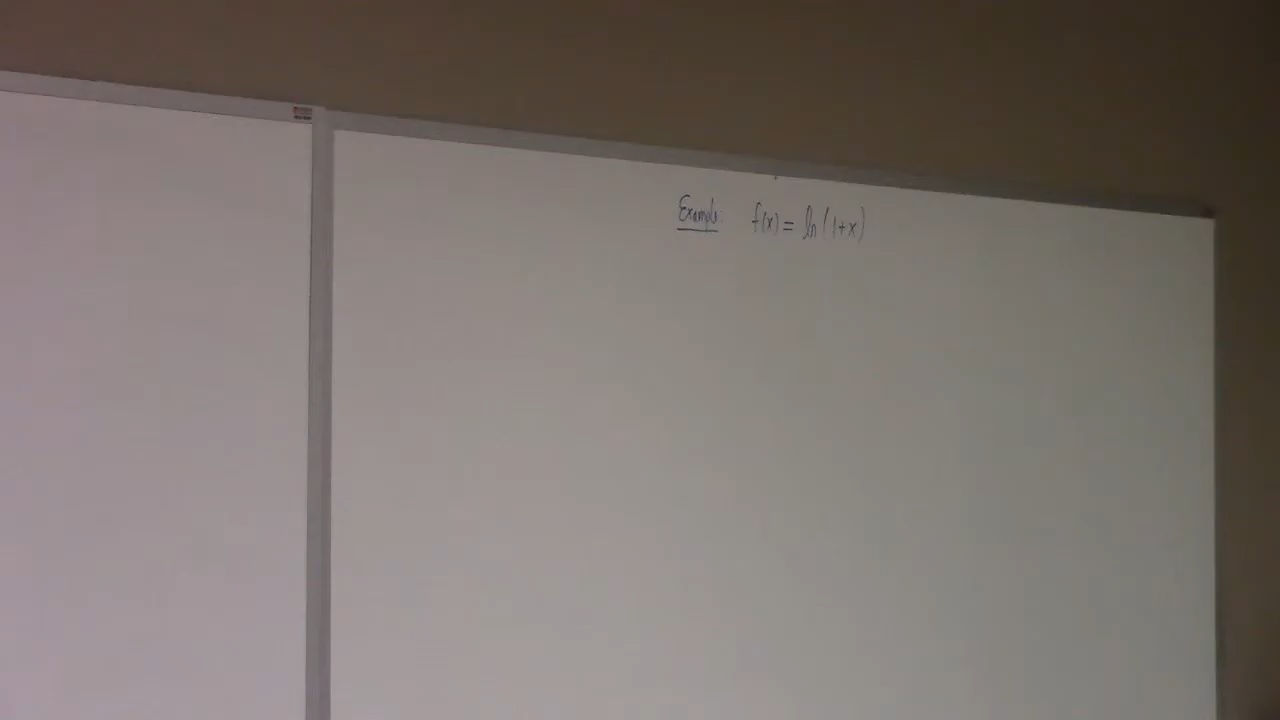 Example f(x) = ln(1+x)